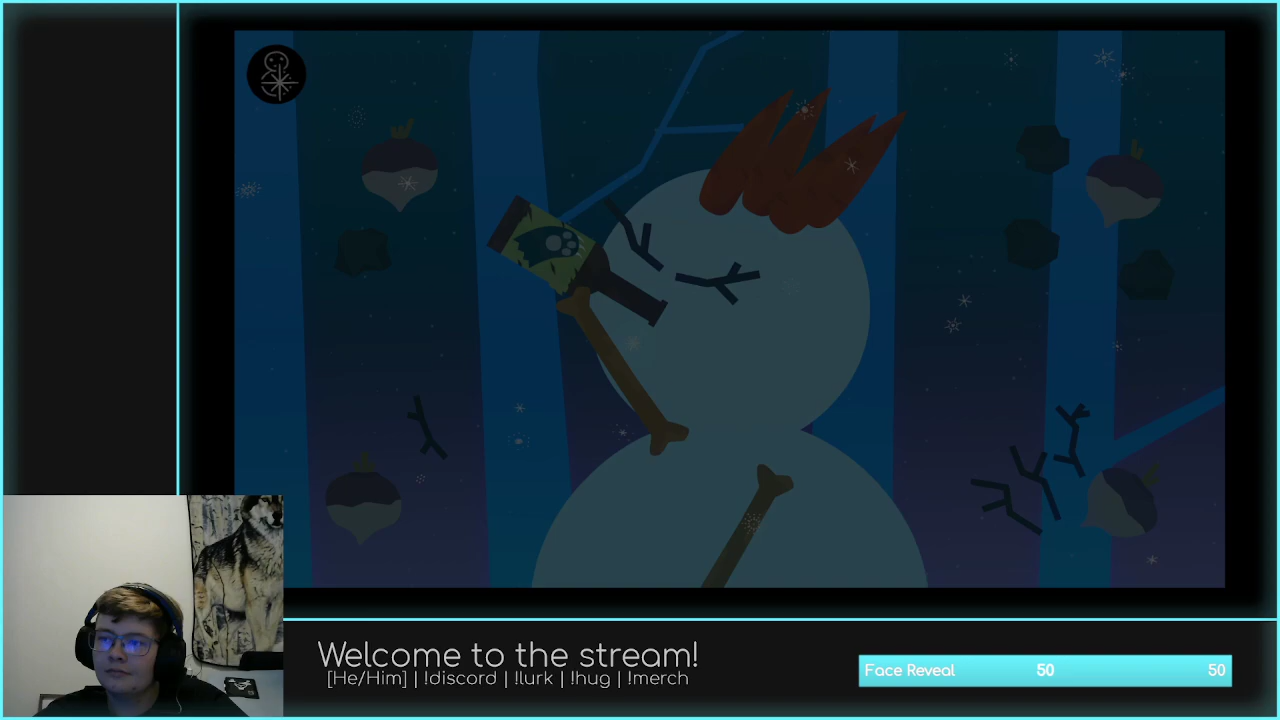 Welcome to the stream!
[He/Him] | !discord | !lurk | !hug | !merch
Face Reveal 50 50